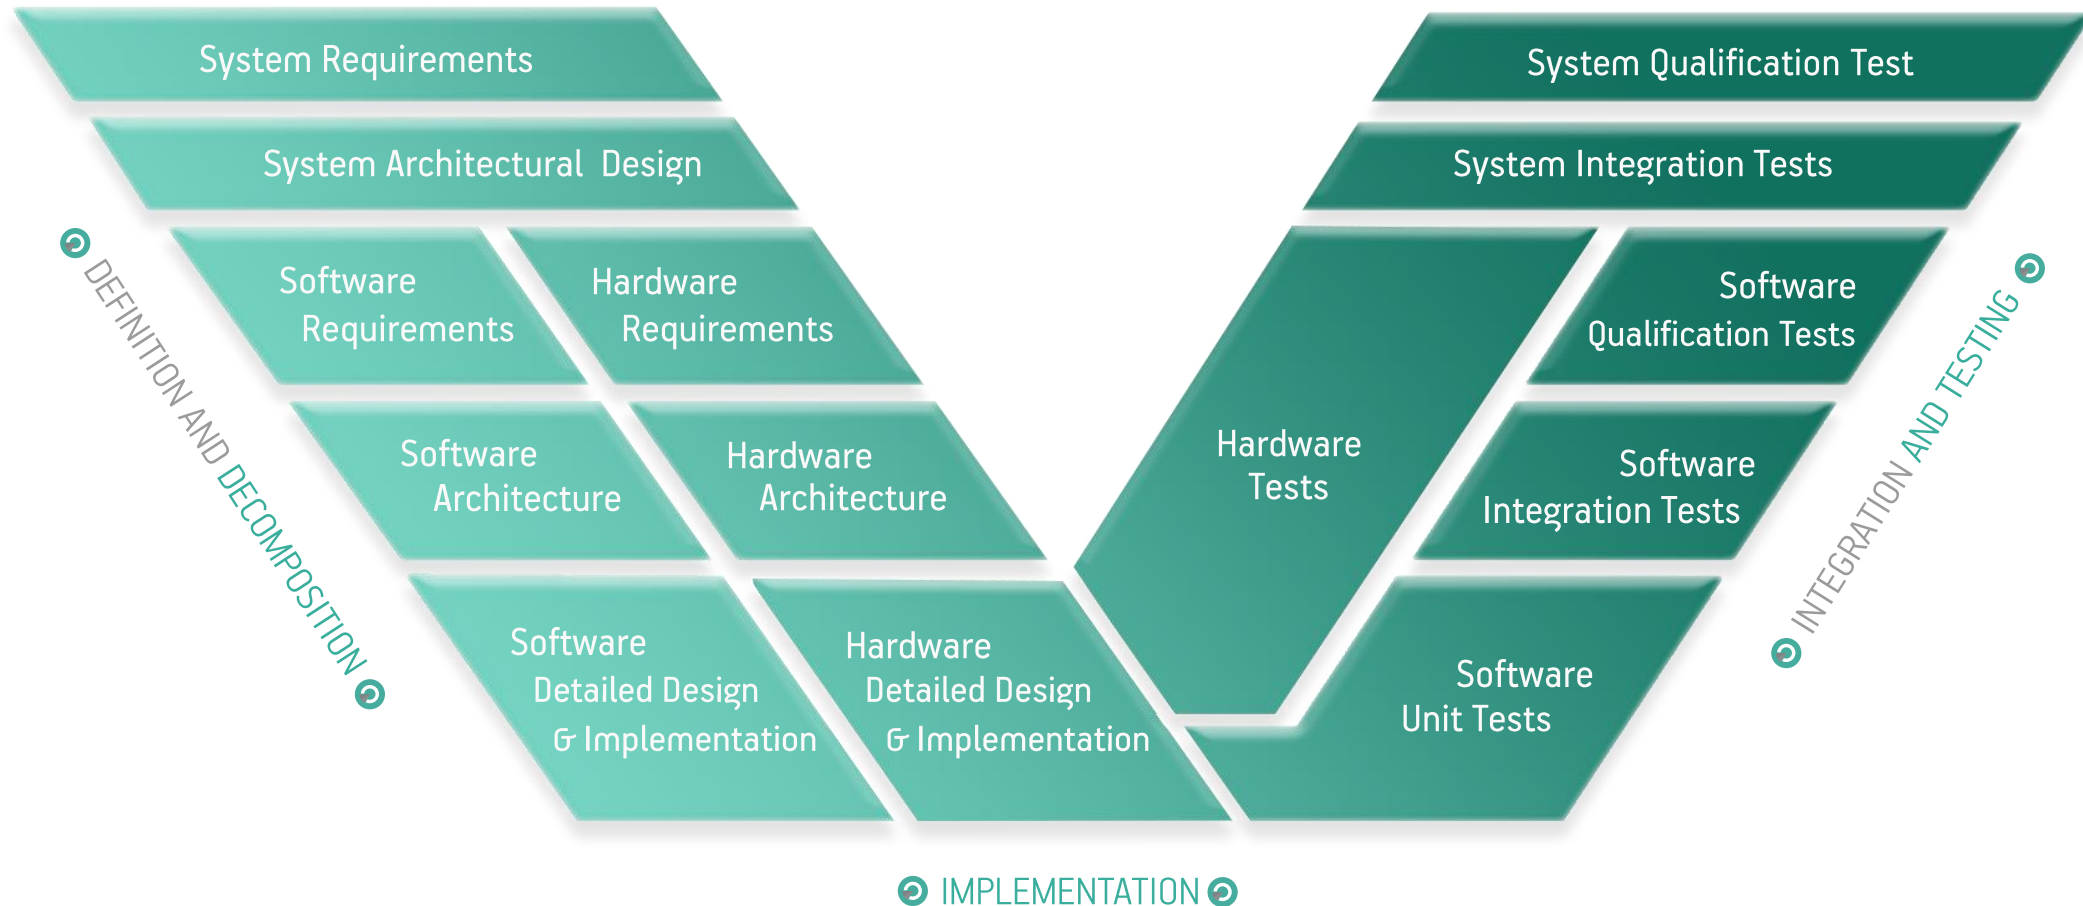 System Requirements
System Architectural Design
Software
Requirements
Hardware
Requirements
Software
Architecture
Hardware
Architecture
Software
Detailed Design
& Implementation
Hardware
Detailed Design
& Implementation
System Qualification Test
System Integration Tests
Hardware
Tests
Software
Qualification Tests
Software
Integration Tests
Software
Unit Tests
DEFINITION AND DECOMPOSITION
IMPLEMENTATION
INTEGRATION AND TESTING